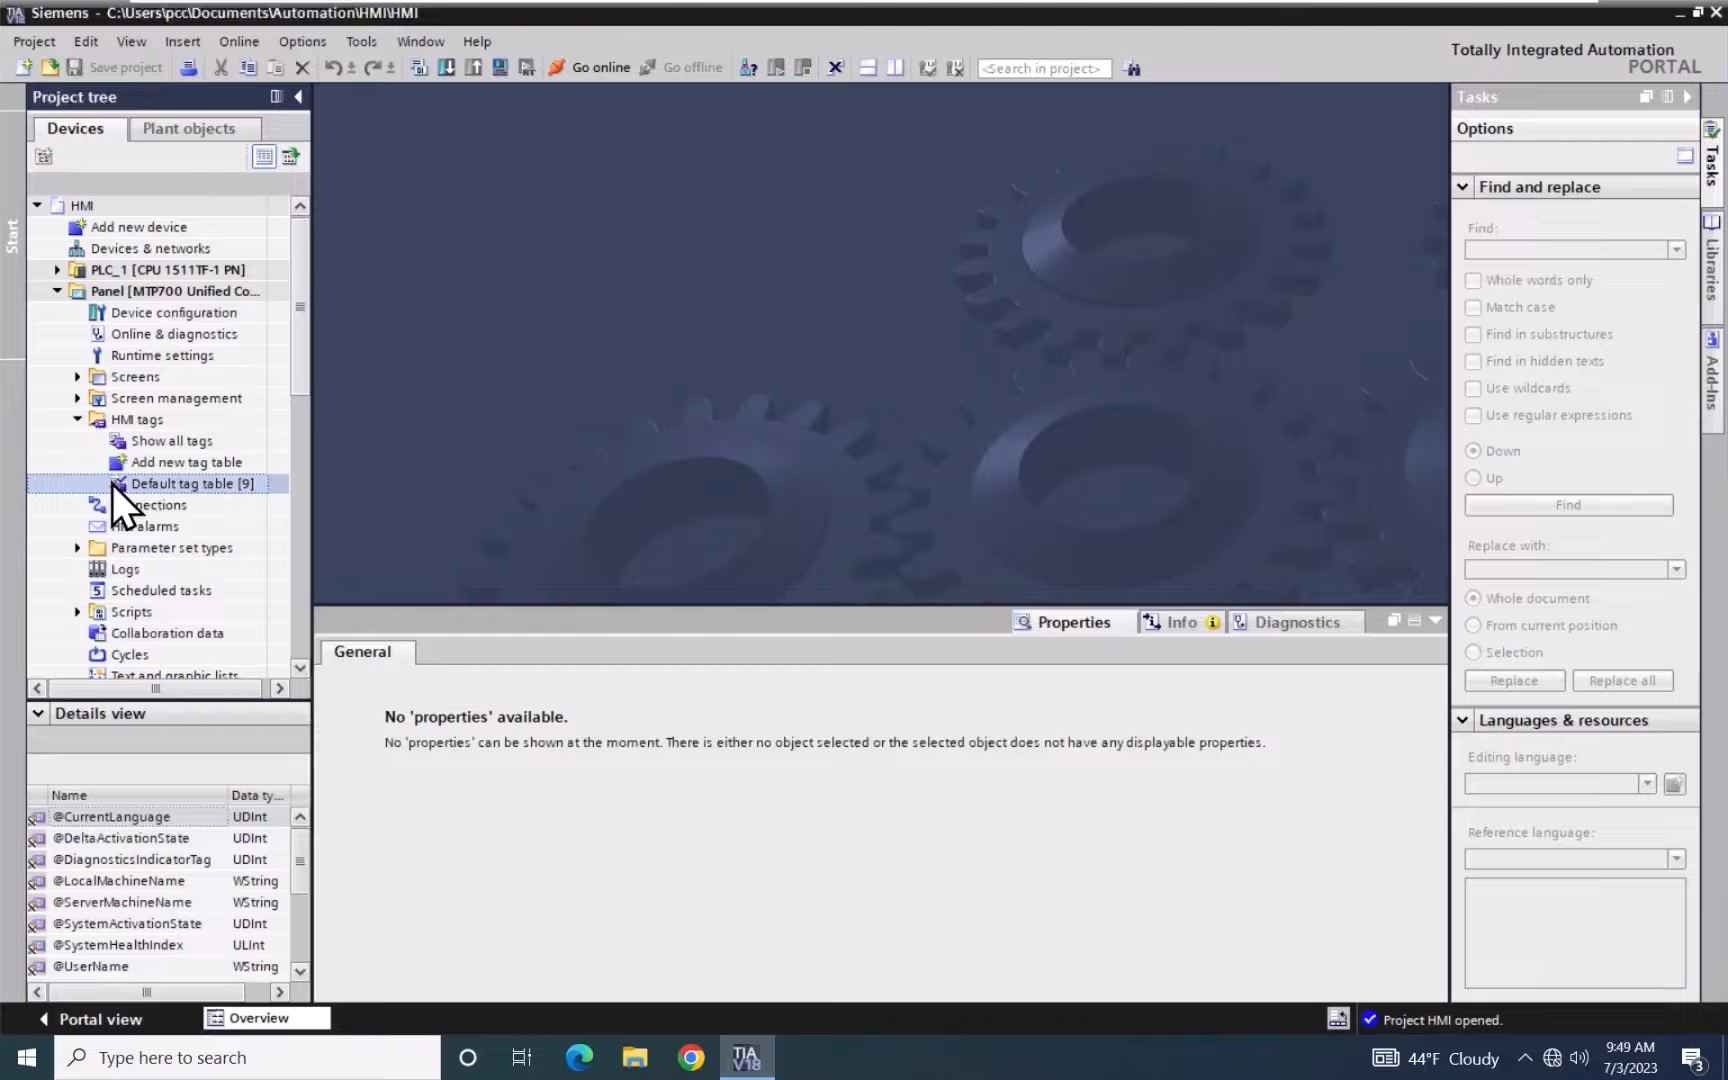 Siemens - C:\Users\pcc\Documents\Automation\HMI\HMI
Project Edit View Insert Online Options Tools Window Help
Totally Integrated Automation
PORTAL
Save project Go online Go offline <Search in project>
Project tree
Devices Plant objects
Start
HMI
Add new device
Devices & networks
PLC_1 [CPU 1511TF-1 PN]
Panel [MTP700 Unified Co...
Device configuration
Online & diagnostics
Runtime settings
Screens
Screen management
HMI tags
Show all tags
Add new tag table
Default tag table [9]
Parameter set types
Logs
Scheduled tasks
Scripts
Collaboration data
Cycles
Text and graphic lists
Details view
Name Data ty...
@CurrentLanguage UDInt
@DeltaActivationState UDInt
@DiagnosticsIndicatorTag UDInt
@LocalMachineName WString
@ServerMachineName WString
@SystemActivationState UDInt
@SystemHealthIndex ULInt
@UserName WString
Properties Info Diagnostics
General
No 'properties' available.
No 'properties' can be shown at the moment. There is either no object selected or the selected object does not have any displayable properties.
Tasks
Options
Find and replace
Find:
Whole words only
Match case
Find in substructures
Find in hidden texts
Use wildcards
Use regular expressions
Down
Up
Find
Replace with:
Whole document
From current position
Selection
Replace Replace all
Languages & resources
Editing language:
Reference language:
Tasks
Libraries
Add-Ins
Portal view Overview
Project HMI opened.
Type here to search
TIA V18
44°F Cloudy
9:49 AM
7/3/2023
3